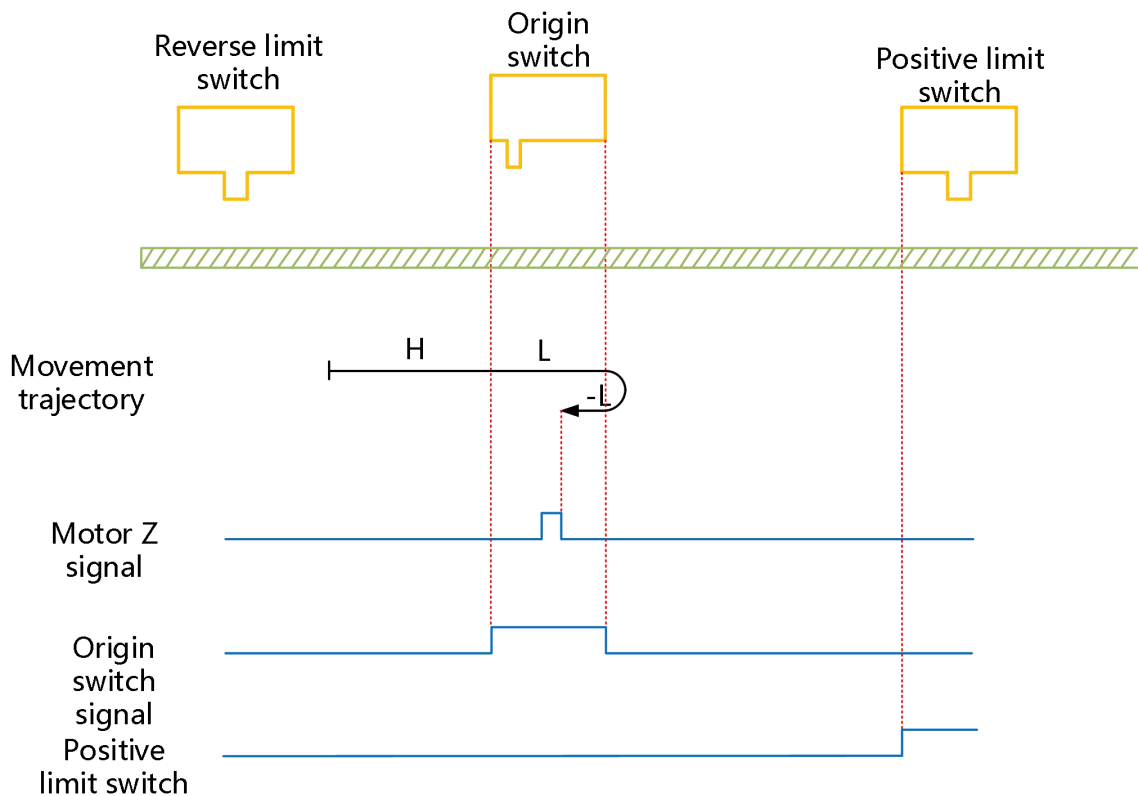 Reverse limit
switch
Origin
switch
Positive limit
switch
Movement
trajectory
H
L
-L
Motor Z
signal
Origin
switch
signal
Positive
limit switch